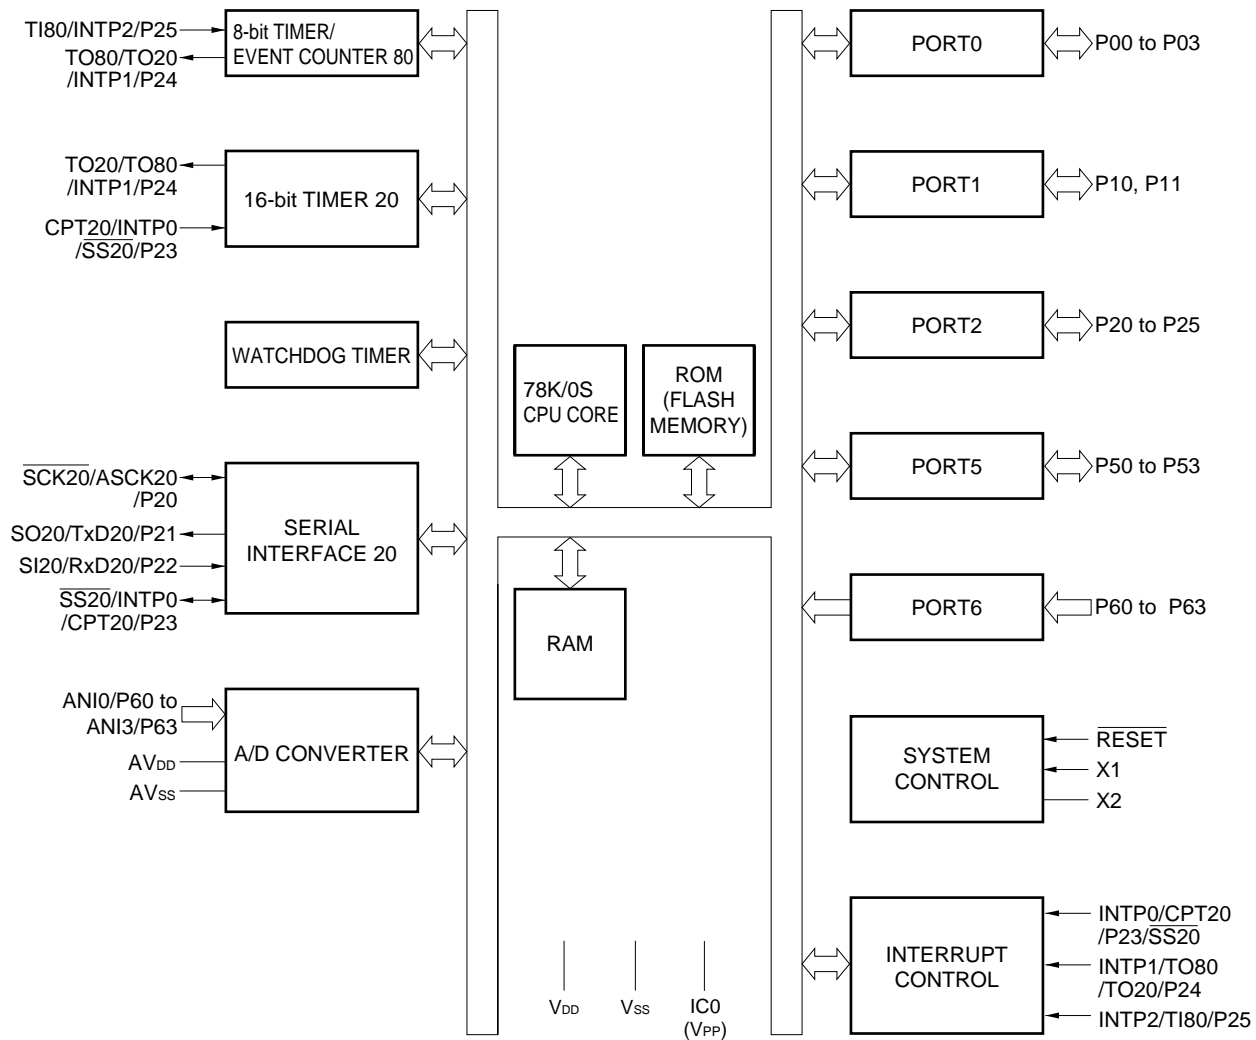 TI80/INTP2/P25
TO80/TO20
/INTP1/P24
8-bit TIMER/
EVENT COUNTER 80
TO20/TO80
/INTP1/P24
CPT20/INTP0
/SS20/P23
16-bit TIMER 20
WATCHDOG TIMER
SCK20/ASCK20
/P20
SO20/TxD20/P21
SI20/RxD20/P22
SS20/INTP0
/CPT20/P23
SERIAL
INTERFACE 20
ANI0/P60 to
ANI3/P63
AVDD
AVSS
A/D CONVERTER
78K/0S
CPU CORE
ROM
(FLASH
MEMORY)
RAM
VDD
VSS
IC0
(VPP)
PORT0
P00 to P03
PORT1
P10, P11
PORT2
P20 to P25
PORT5
P50 to P53
PORT6
P60 to P63
SYSTEM
CONTROL
RESET
X1
X2
INTERRUPT
CONTROL
INTP0/CPT20
/P23/SS20
INTP1/TO80
/TO20/P24
INTP2/TI80/P25